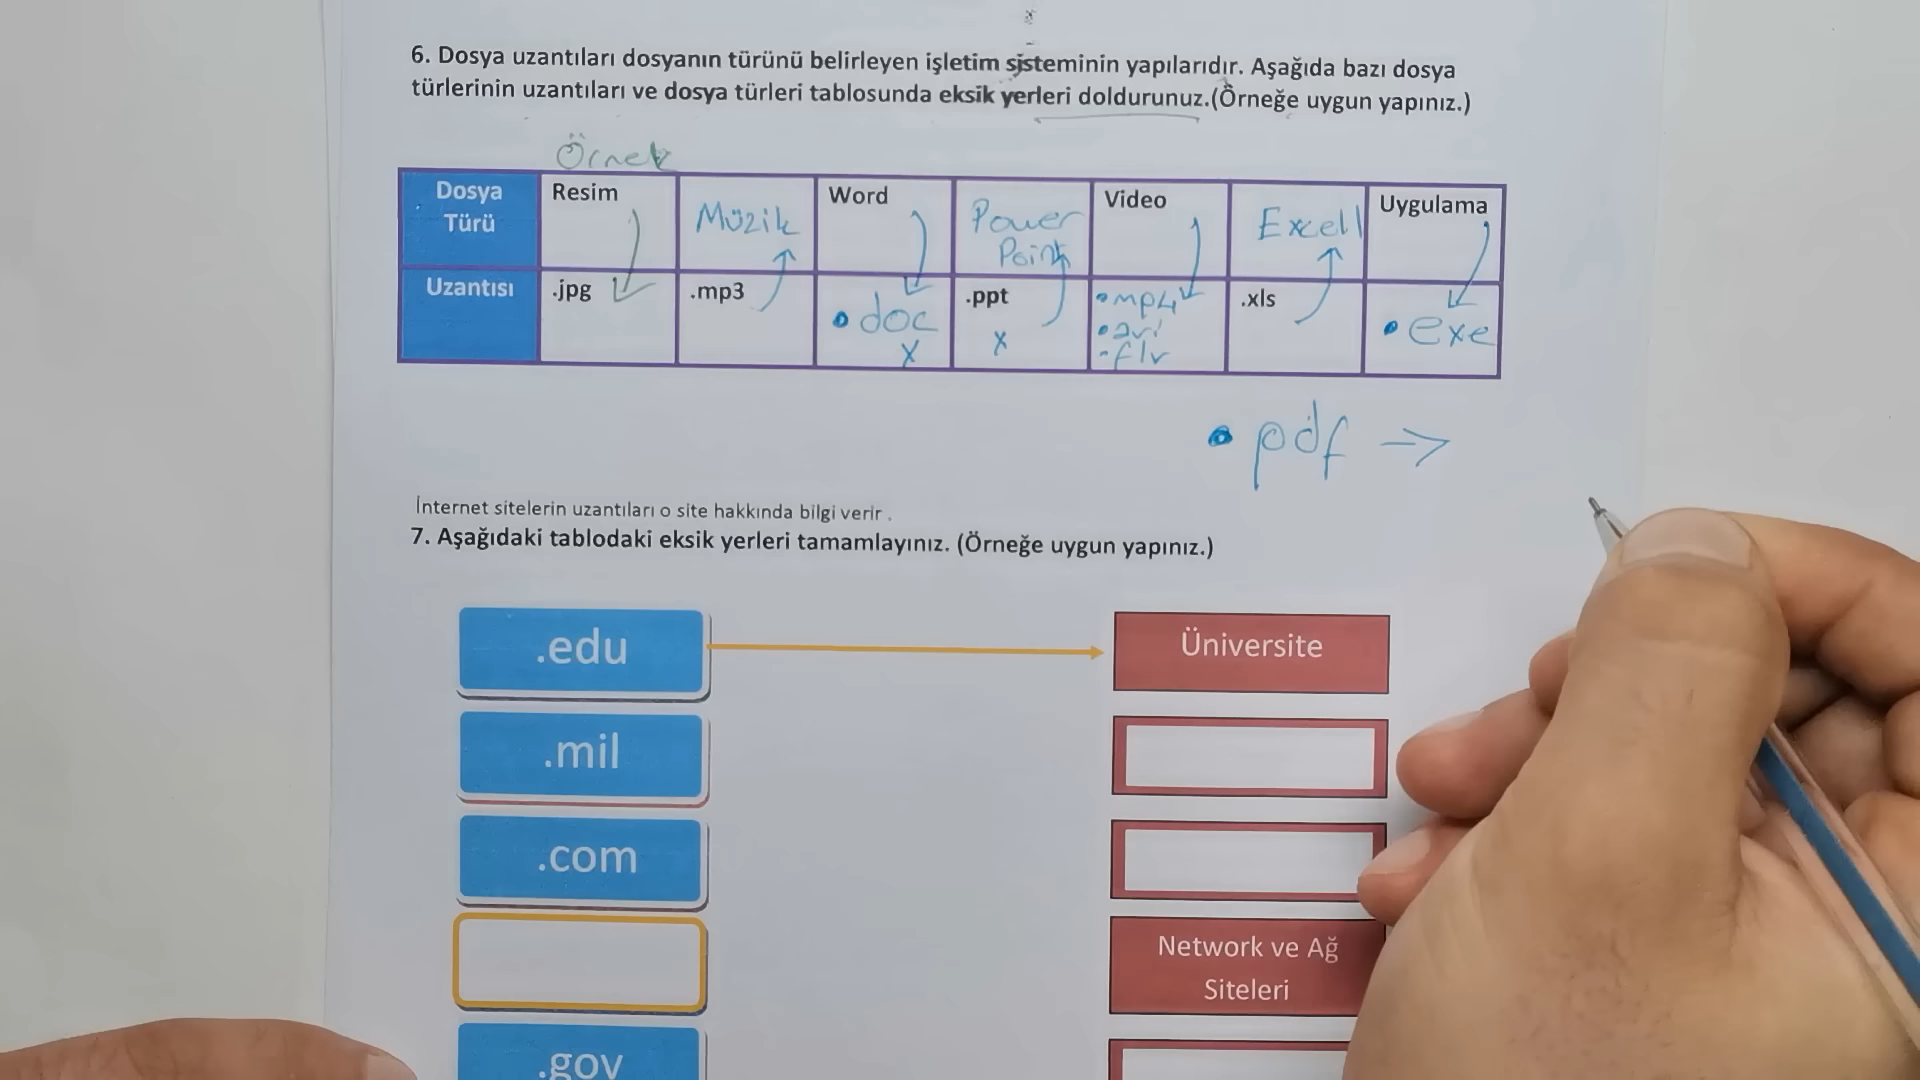 6. Dosya uzantıları dosyanın türünü belirleyen işletim sisteminin yapılarıdır. Aşağıda bazı dosya
türlerinin uzantıları ve dosya türleri tablosunda eksik yerleri doldurunuz.(Örneğe uygun yapınız.)
Örnek
Dosya Türü Resim Müzik Word Power Point Video Excell Uygulama
Uzantısı .jpg .mp3 .doc x .ppt x .mp4 .avi .flv .xls .exe
.pdf →
İnternet sitelerin uzantıları o site hakkında bilgi verir .
7. Aşağıdaki tablodaki eksik yerleri tamamlayınız. (Örneğe uygun yapınız.)
.edu Üniversite
.mil
.com
Network ve Ağ
Siteleri
.gov